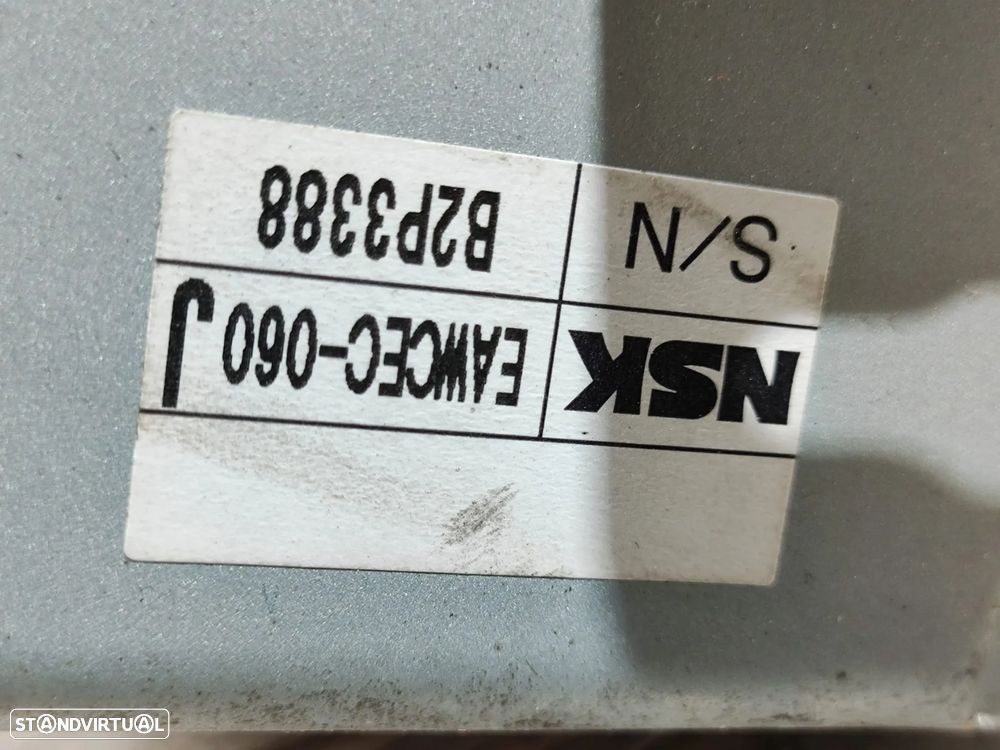 NSK EAWCEC-060 J
S/N B2P3388
STANDVIRTUAL